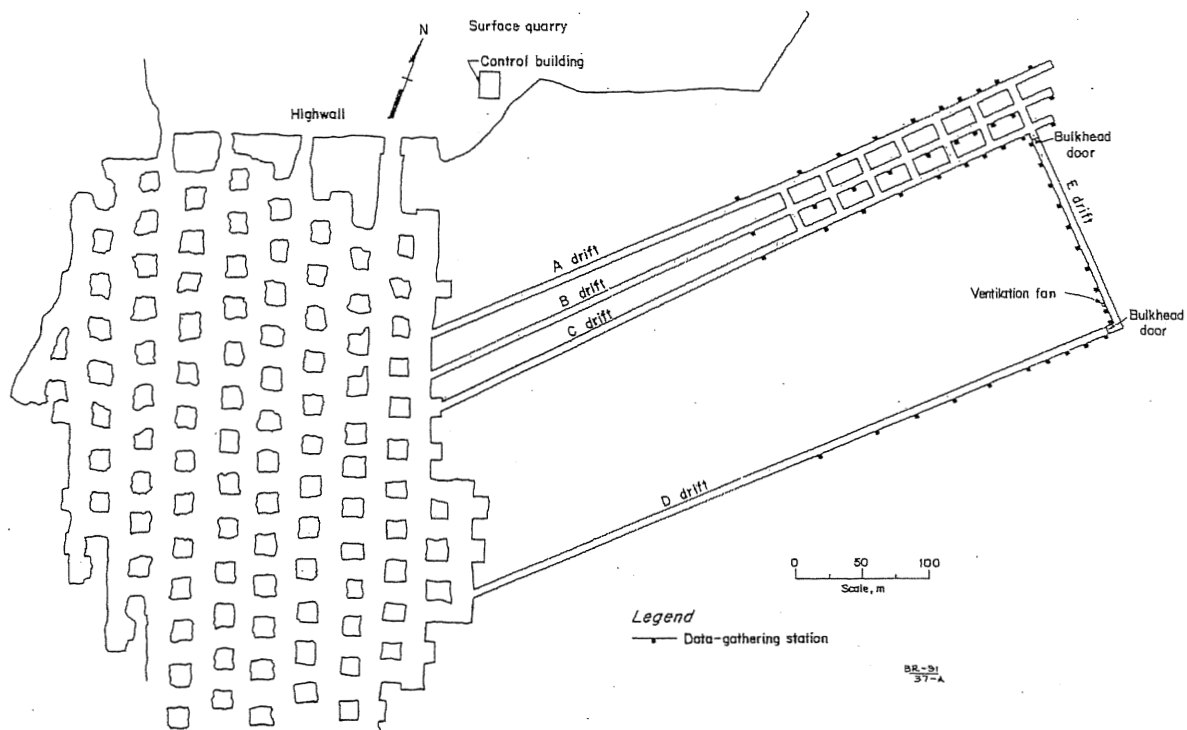 N
Surface quarry
Control building
Highwall
Bulkhead
door
E drift
A drift
B drift
C drift
Ventilation fan
Bulkhead
door
D drift
0 50 100
Scale, m
Legend
Data-gathering station
BR-31
37-A